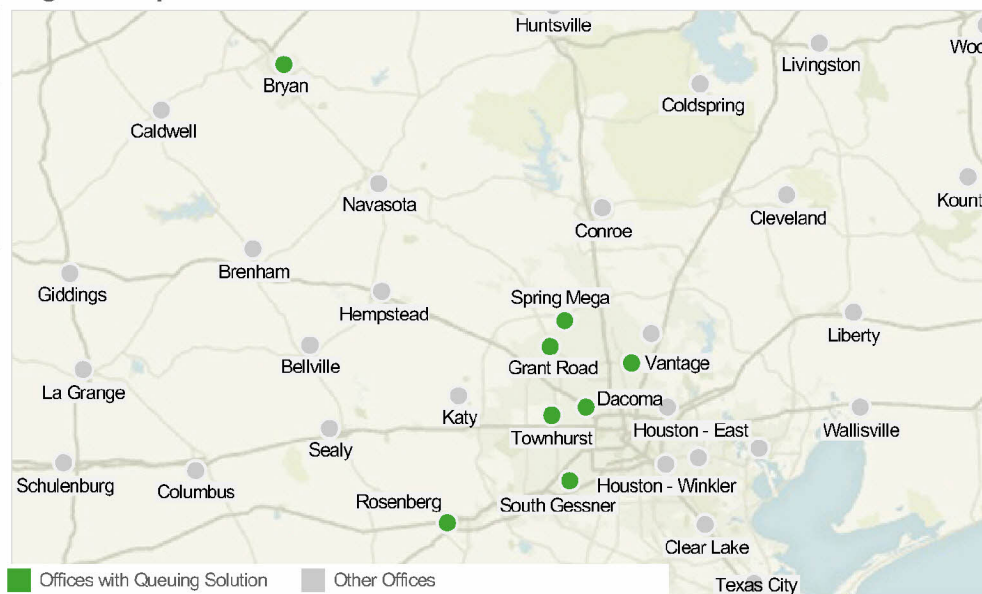 Huntsville
Livingston
Bryan
Coldspring
Caldwell
Navasota
Cleveland
Conroe
Brenham
Giddings
Spring Mega
Hempstead
Liberty
Grant Road
Vantage
Bellville
La Grange
Dacoma
Katy
Townhurst
Houston - East
Wallisville
Sealy
Schulenburg
Columbus
Houston - Winkler
Rosenberg
South Gessner
Clear Lake
Offices with Queuing Solution
Other Offices
Texas City